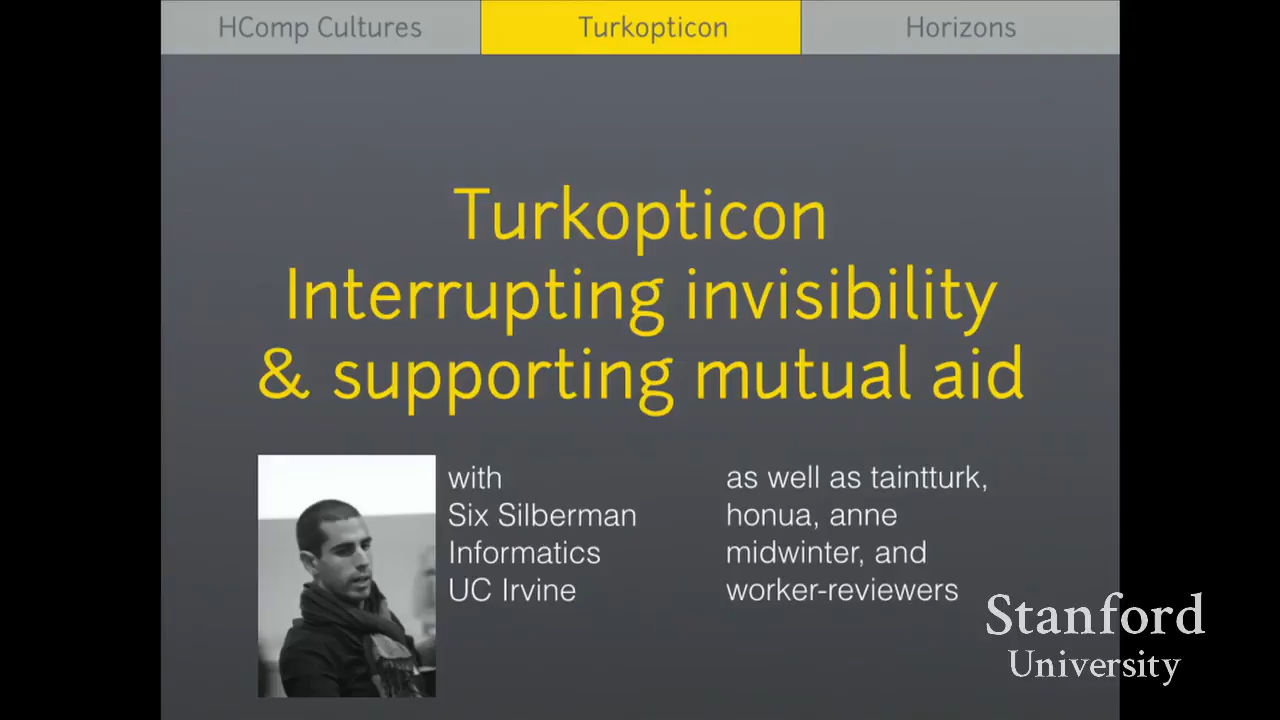 HComp Cultures
Turkopticon
Horizons
Turkopticon
Interrupting invisibility
& supporting mutual aid
with
Six Silberman
Informatics
UC Irvine
as well as taintturk,
honua, anne
midwinter, and
worker-reviewers
Stanford
University